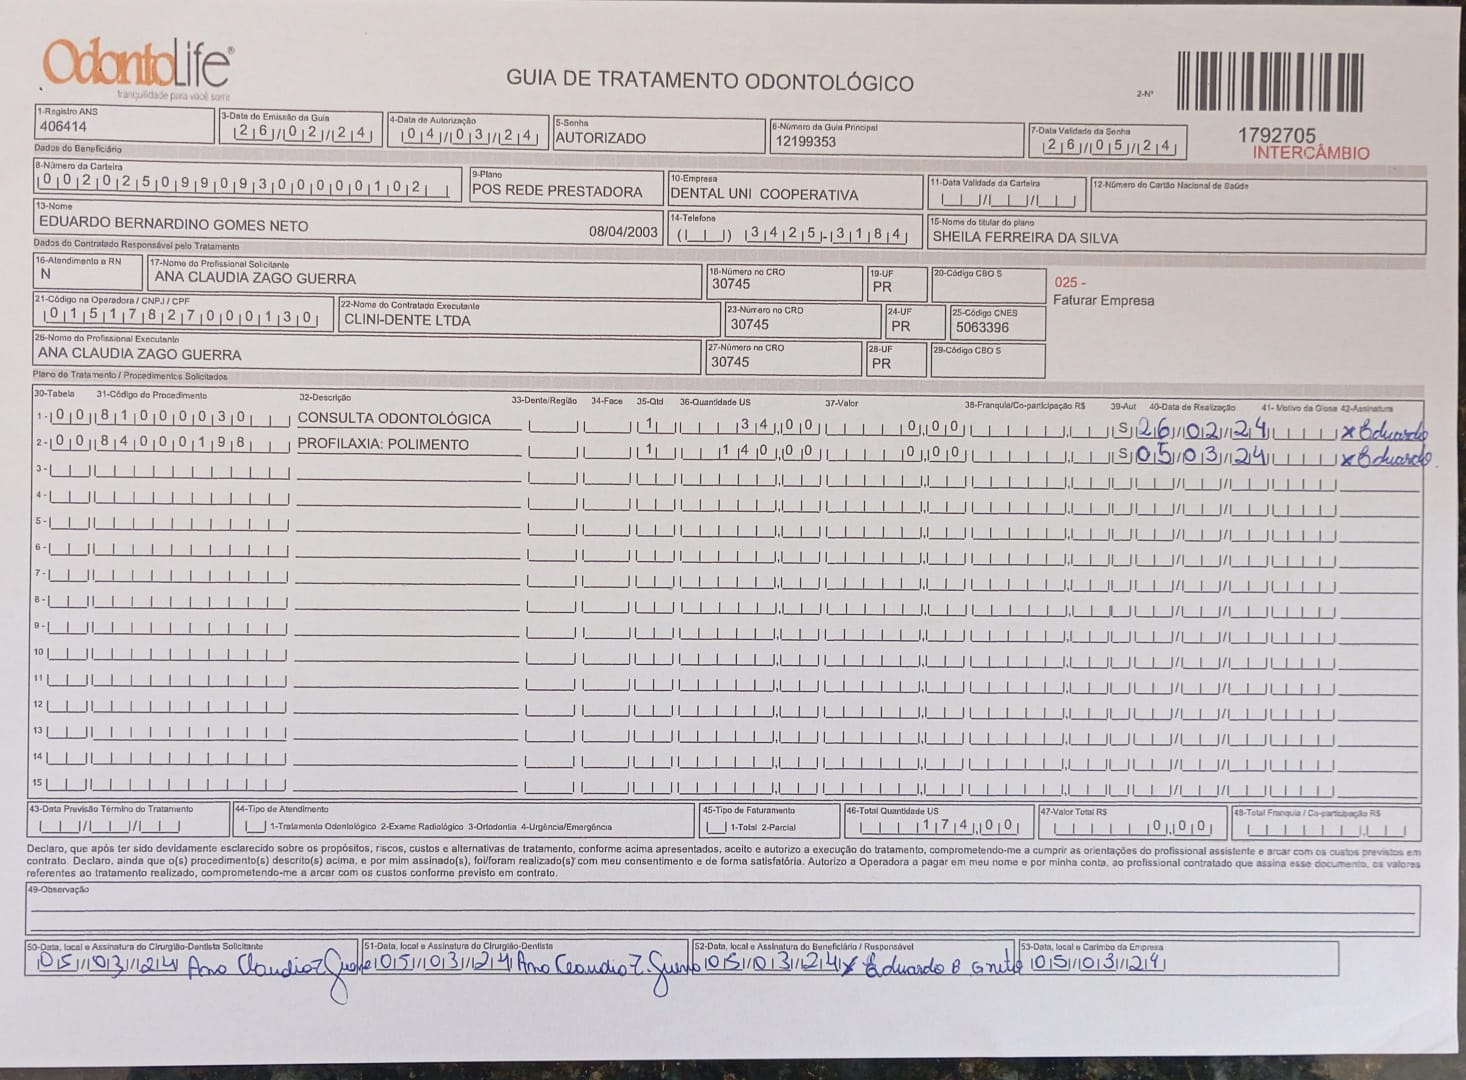 OdontoLife®
tranquilidade para você sorrir
GUIA DE TRATAMENTO ODONTOLÓGICO
2-Nº
1792705
INTERCÂMBIO
1-Registro ANS
406414
3-Data de Emissão da Guia
26/02/24
4-Data de Autorização
04/03/24
5-Senha
AUTORIZADO
6-Número da Guia Principal
12199353
7-Data Validade da Senha
26/05/24
Dados do Beneficiário
8-Número da Carteira
00202509909300000102
9-Plano
POS REDE PRESTADORA
10-Empresa
DENTAL UNI COOPERATIVA
11-Data Validade da Carteira
12-Número do Cartão Nacional de Saúde
13-Nome
EDUARDO BERNARDINO GOMES NETO 08/04/2003
14-Telefone
( ) 3425-3184
15-Nome do titular do plano
SHEILA FERREIRA DA SILVA
Dados do Contratado Responsável pelo Tratamento
16-Atendimento a RN
N
17-Nome do Profissional Solicitante
ANA CLAUDIA ZAGO GUERRA
18-Número no CRO
30745
19-UF
PR
20-Código CBO S
025 -
Faturar Empresa
21-Código na Operadora / CNPJ / CPF
01517827000130
22-Nome do Contratado Executante
CLINI-DENTE LTDA
23-Número no CRO
30745
24-UF
PR
25-Código CNES
5063396
26-Nome do Profissional Executante
ANA CLAUDIA ZAGO GUERRA
27-Número no CRO
30745
28-UF
PR
29-Código CBO S
Plano de Tratamento / Procedimentos Solicitados
30-Tabela 31-Código do Procedimento 32-Descrição 33-Dente/Região 34-Face 35-Qtd 36-Quantidade US 37-Valor 38-Franquia/Co-participação R$ 39-Aut 40-Data de Realização 41- Motivo da Glosa 42-Assinatura
1- 00 81000030 CONSULTA ODONTOLÓGICA 1 34,00 0,00 S 26/02/24 x Eduardo
2- 00 84000198 PROFILAXIA: POLIMENTO 1 140,00 0,00 S 05/03/24 x Eduardo.
3-
4-
5-
6-
7-
8-
9-
10
11
12
13
14
15
43-Data Previsão Término do Tratamento
44-Tipo de Atendimento
1-Tratamento Odontológico 2-Exame Radiológico 3-Ortodontia 4-Urgência/Emergência
45-Tipo de Faturamento
1-Total 2-Parcial
46-Total Quantidade US
174,00
47-Valor Total R$
0,00
48-Total Franquia / Co-participação R$
Declaro, que após ter sido devidamente esclarecido sobre os propósitos, riscos, custos e alternativas de tratamento, conforme acima apresentados, aceito e autorizo a execução do tratamento, comprometendo-me a cumprir as orientações do profissional assistente e arcar com os custos previstos em
contrato. Declaro, ainda que o(s) procedimento(s) descrito(s) acima, e por mim assinado(s), foi/foram realizado(s) com meu consentimento e de forma satisfatória. Autorizo a Operadora a pagar em meu nome e por minha conta, ao profissional contratado que assina esse documento, os valores
referentes ao tratamento realizado, comprometendo-me a arcar com os custos conforme previsto em contrato.
49-Observação
50-Data, local e Assinatura do Cirurgião-Dentista Solicitante
05/03/24 Ana Claudia Z Guerra
51-Data, local e Assinatura do Cirurgião-Dentista
05/03/24 Ana Claudia Z. Guerra
52-Data, local e Assinatura do Beneficiário / Responsável
05/03/24 x Eduardo B G neto
53-Data, local e Carimbo da Empresa
05/03/24